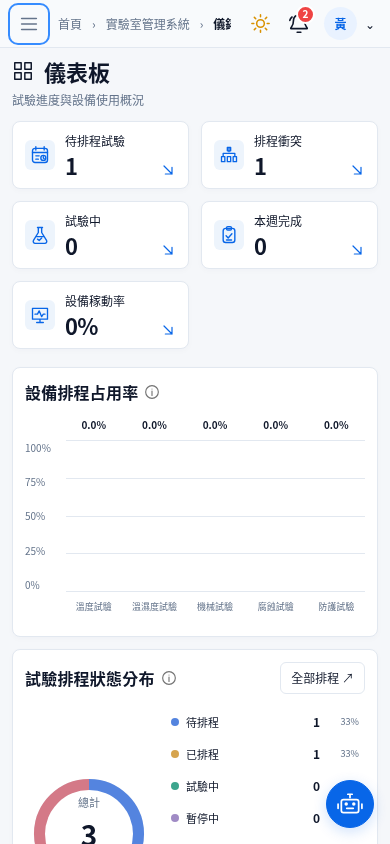 首頁 › 實驗室管理系統 › 儀
2
黃
儀表板
試驗進度與設備使用概況
待排程試驗
1
排程衝突
1
試驗中
0
本週完成
0
設備稼動率
0%
設備排程占用率
0.0% 0.0% 0.0% 0.0% 0.0%
100%
75%
50%
25%
0%
溫度試驗 溫濕度試驗 機械試驗 腐蝕試驗 防護試驗
試驗排程狀態分布
全部排程 ↗
待排程 1 33%
已排程 1 33%
試驗中 0
暫停中 0
總計
3